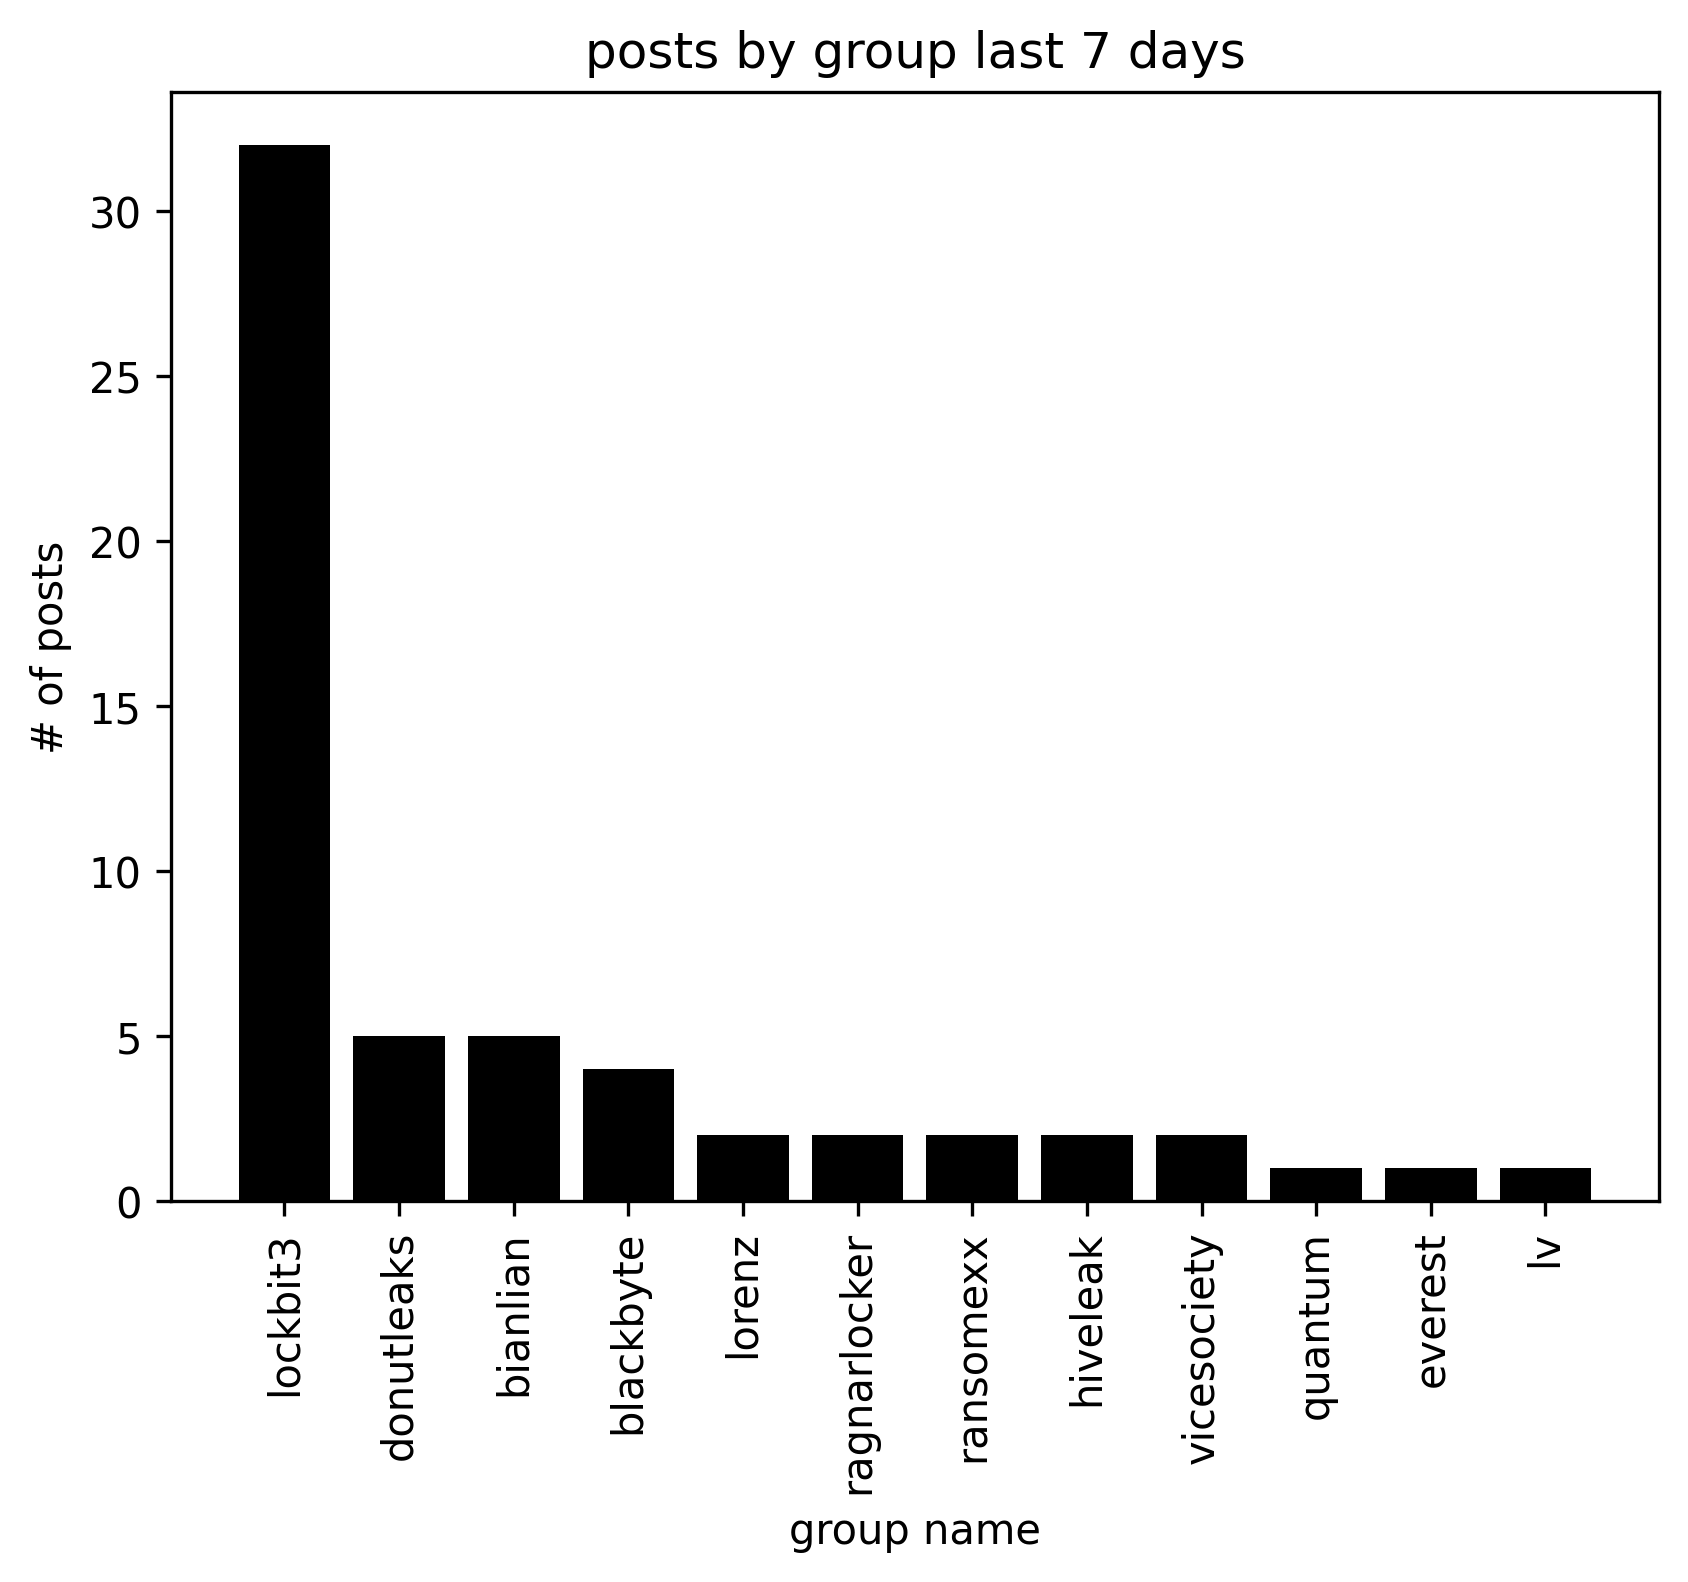 posts by group last 7 days
# of posts
30
25
20
15
10
5
0
lockbit3
donutleaks
bianlian
blackbyte
lorenz
ragnarlocker
ransomexx
hiveleak
vicesociety
quantum
everest
lv
group name